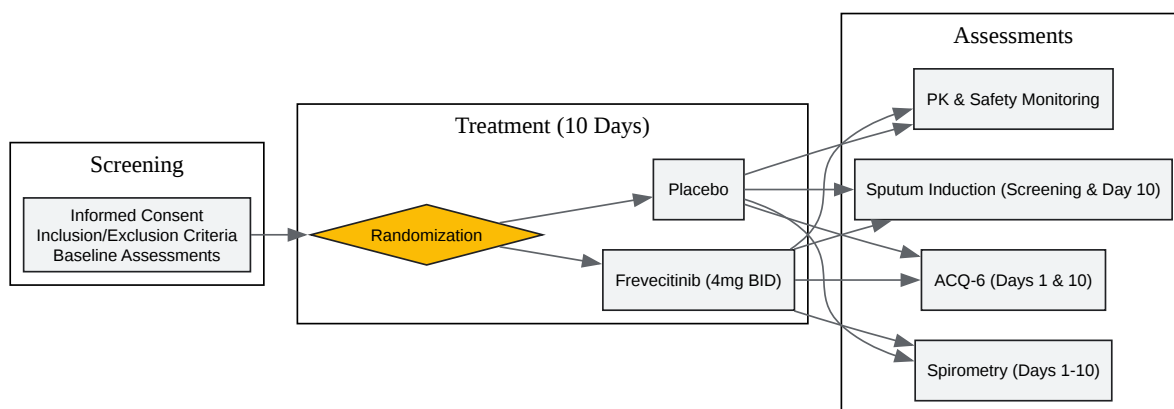 Screening
Informed Consent
Inclusion/Exclusion Criteria
Baseline Assessments
Treatment (10 Days)
Randomization
Placebo
Frevecitinib (4mg BID)
Assessments
PK & Safety Monitoring
Sputum Induction (Screening & Day 10)
ACQ-6 (Days 1 & 10)
Spirometry (Days 1-10)